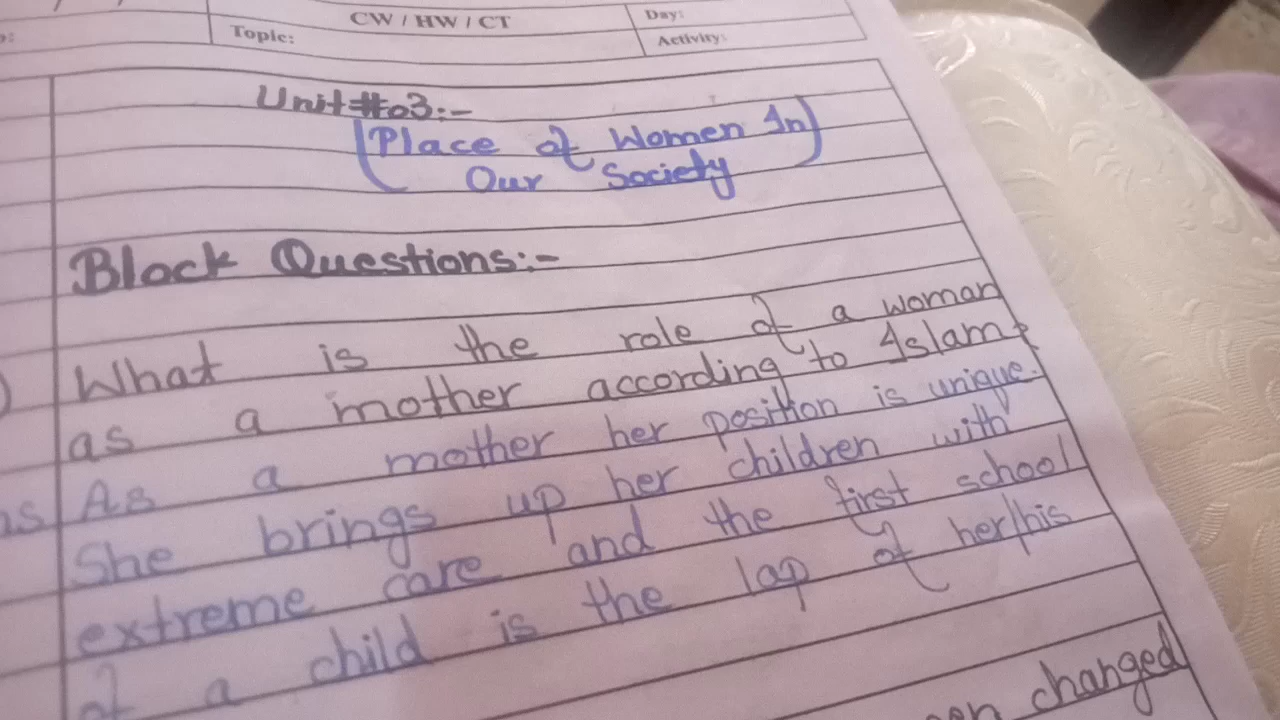 CW / HW / CT
Day:
Topic:
Activity:
Unit#03:-
(Place of Women In)
Our Society
Block Questions:-
What is the role of a woman
as a mother according to Islam?
As a mother her position is unique.
She brings up her children with
extreme care and the first school
of a child is the lap of her/his
changed